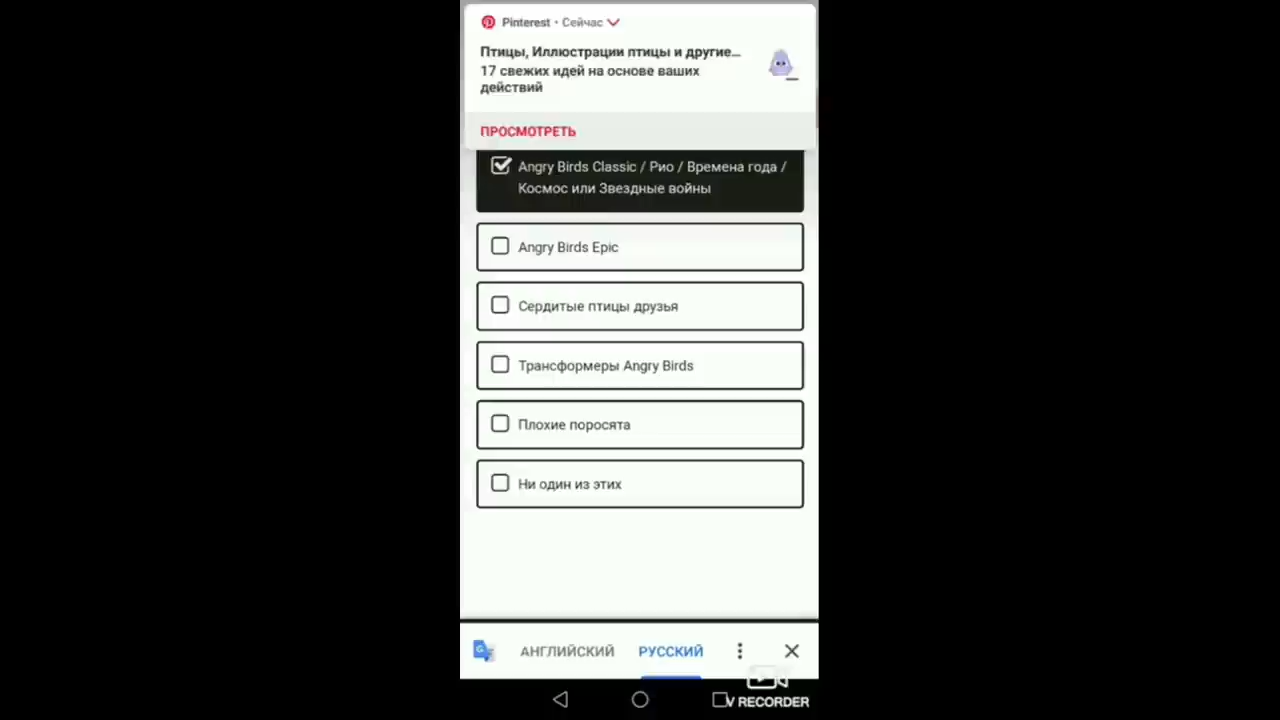 Pinterest • Сейчас
Птицы, Иллюстрации птицы и другие...
17 свежих идей на основе ваших
действий
ПРОСМОТРЕТЬ
Angry Birds Classic / Рио / Времена года /
Космос или Звездные войны
Angry Birds Epic
Сердитые птицы друзья
Трансформеры Angry Birds
Плохие поросята
Ни один из этих
АНГЛИЙСКИЙ
РУССКИЙ
V RECORDER